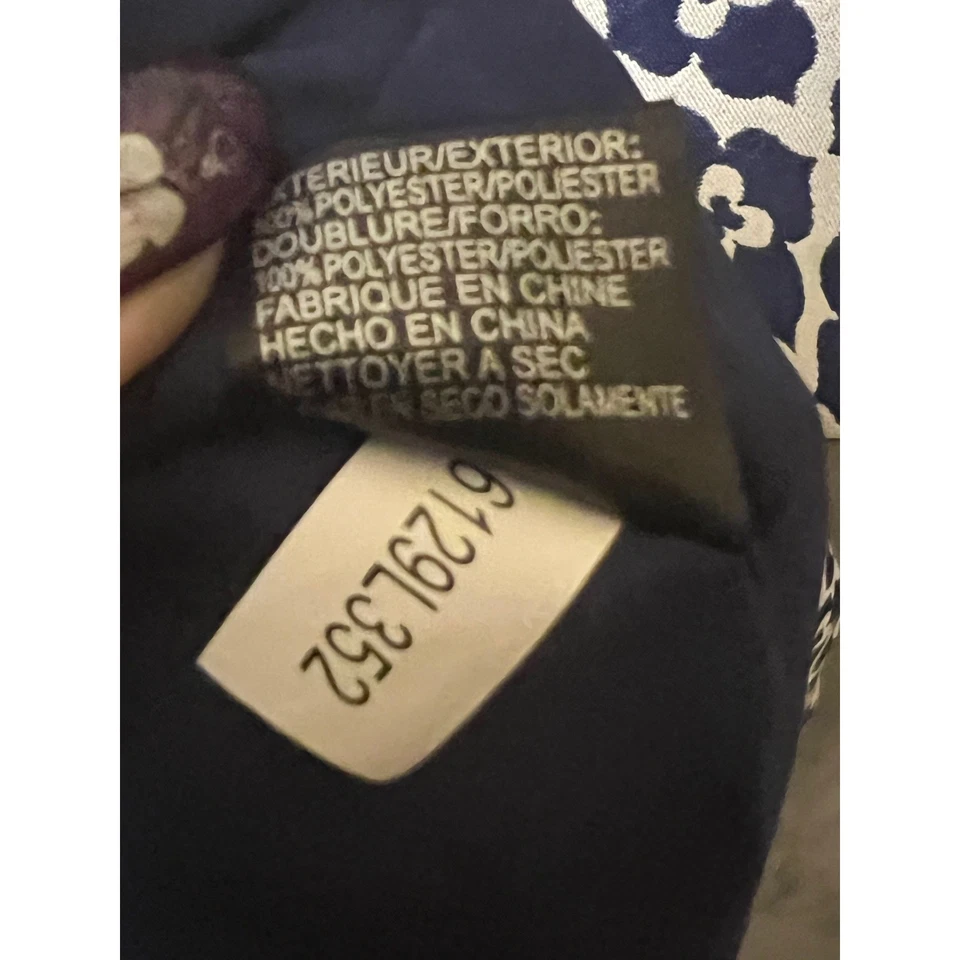 EXTERIEUR/EXTERIOR:
100% POLYESTER/POLIESTER
DOUBLURE/FORRO:
100% POLYESTER/POLIESTER
FABRIQUE EN CHINE
HECHO EN CHINA
NETTOYER A SEC
SECO SOLAMENTE
6129L352